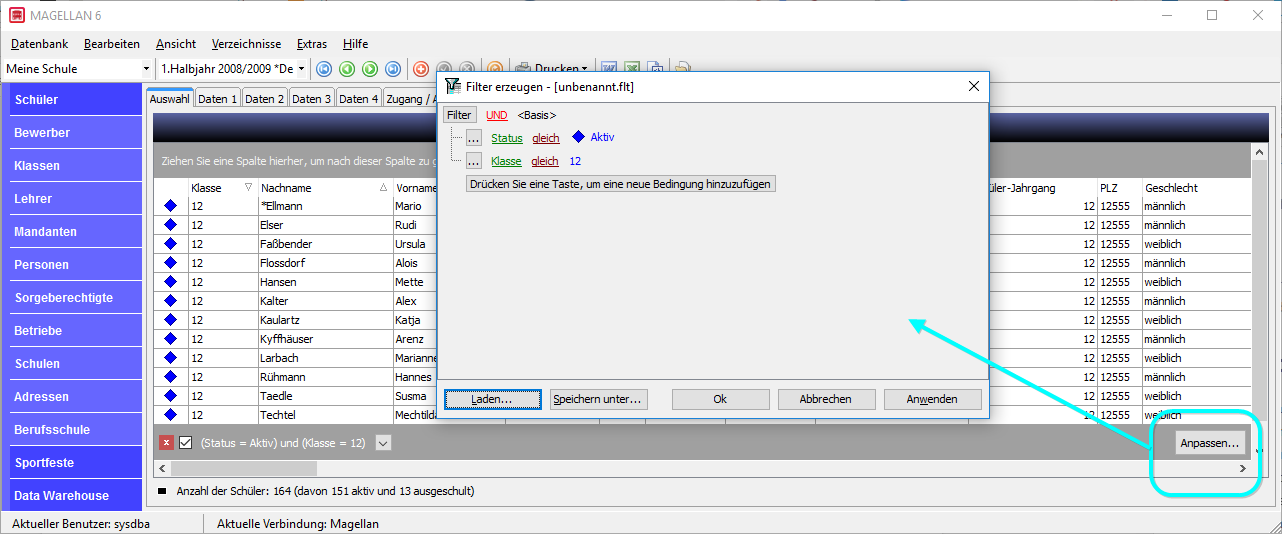 MAGELLAN 6
Datenbank Bearbeiten Ansicht Verzeichnisse Extras Hilfe
Meine Schule 1.Halbjahr 2008/2009 *De Drucken
Schüler
Bewerber
Klassen
Lehrer
Mandanten
Personen
Sorgeberechtigte
Betriebe
Schulen
Adressen
Berufsschule
Sportfeste
Data Warehouse
Auswahl Daten 1 Daten 2 Daten 3 Daten 4 Zugang / A
Ziehen Sie eine Spalte hierher, um nach dieser Spalte zu g
Klasse Nachname Vorname üler-Jahrgang PLZ Geschlecht
12 *Ellmann Mario 12 12555 männlich
12 Elser Rudi 12 12555 männlich
12 Faßbender Ursula 12 12555 weiblich
12 Flossdorf Alois 12 12555 männlich
12 Hansen Mette 12 12555 weiblich
12 Kalter Alex 12 12555 männlich
12 Kaulartz Katja 12 12555 weiblich
12 Kyffhäuser Arenz 12 12555 männlich
12 Larbach Marianne 12 12555 weiblich
12 Rühmann Hannes 12 12555 männlich
12 Taedle Susma 12 12555 weiblich
12 Techtel Mechtilda 12 12555 weiblich
Filter erzeugen - [unbenannt.flt]
Filter UND <Basis>
... Status gleich Aktiv
... Klasse gleich 12
Drücken Sie eine Taste, um eine neue Bedingung hinzuzufügen
Laden... Speichern unter... Ok Abbrechen Anwenden
(Status = Aktiv) und (Klasse = 12) Anpassen...
Anzahl der Schüler: 164 (davon 151 aktiv und 13 ausgeschult)
Aktueller Benutzer: sysdba Aktuelle Verbindung: Magellan